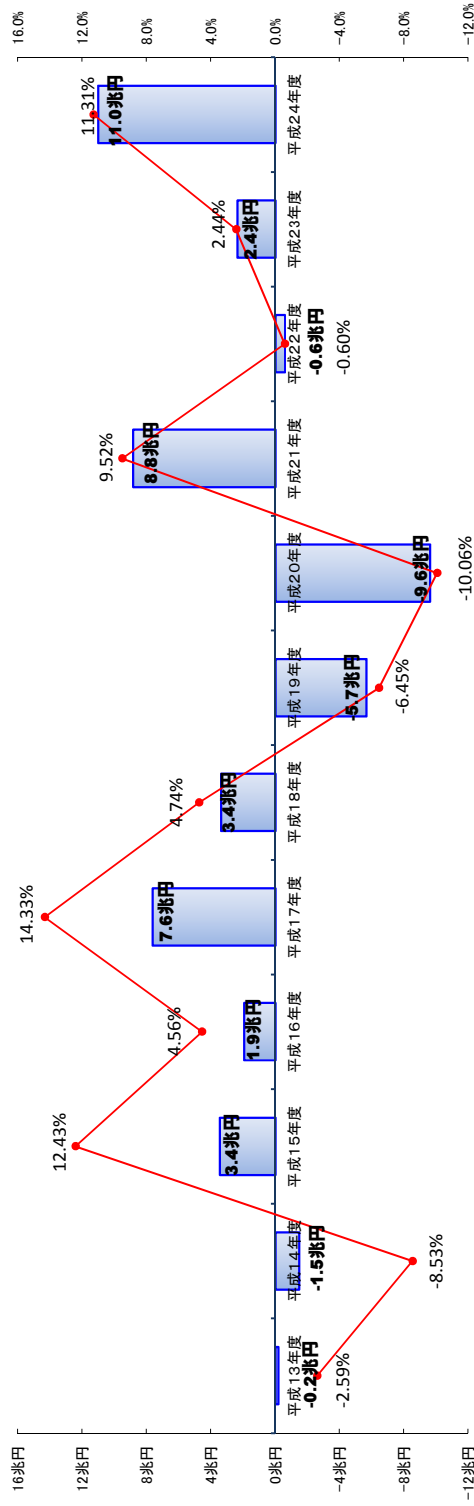 16兆円
12兆円
8兆円
4兆円
0兆円
-4兆円
-8兆円
-12兆円
16.0%
12.0%
8.0%
4.0%
0.0%
-4.0%
-8.0%
-12.0%
平成13年度
-0.2兆円
-2.59%
平成14年度
-1.5兆円
-8.53%
12.43%
3.4兆円
平成15年度
4.56%
1.9兆円
平成16年度
14.33%
7.6兆円
平成17年度
4.74%
3.4兆円
平成18年度
平成19年度
-5.7兆円
-6.45%
平成20年度
-9.6兆円
-10.06%
9.52%
8.8兆円
平成21年度
平成22年度
-0.6兆円
-0.60%
2.44%
2.4兆円
平成23年度
11.31%
11.0兆円
平成24年度